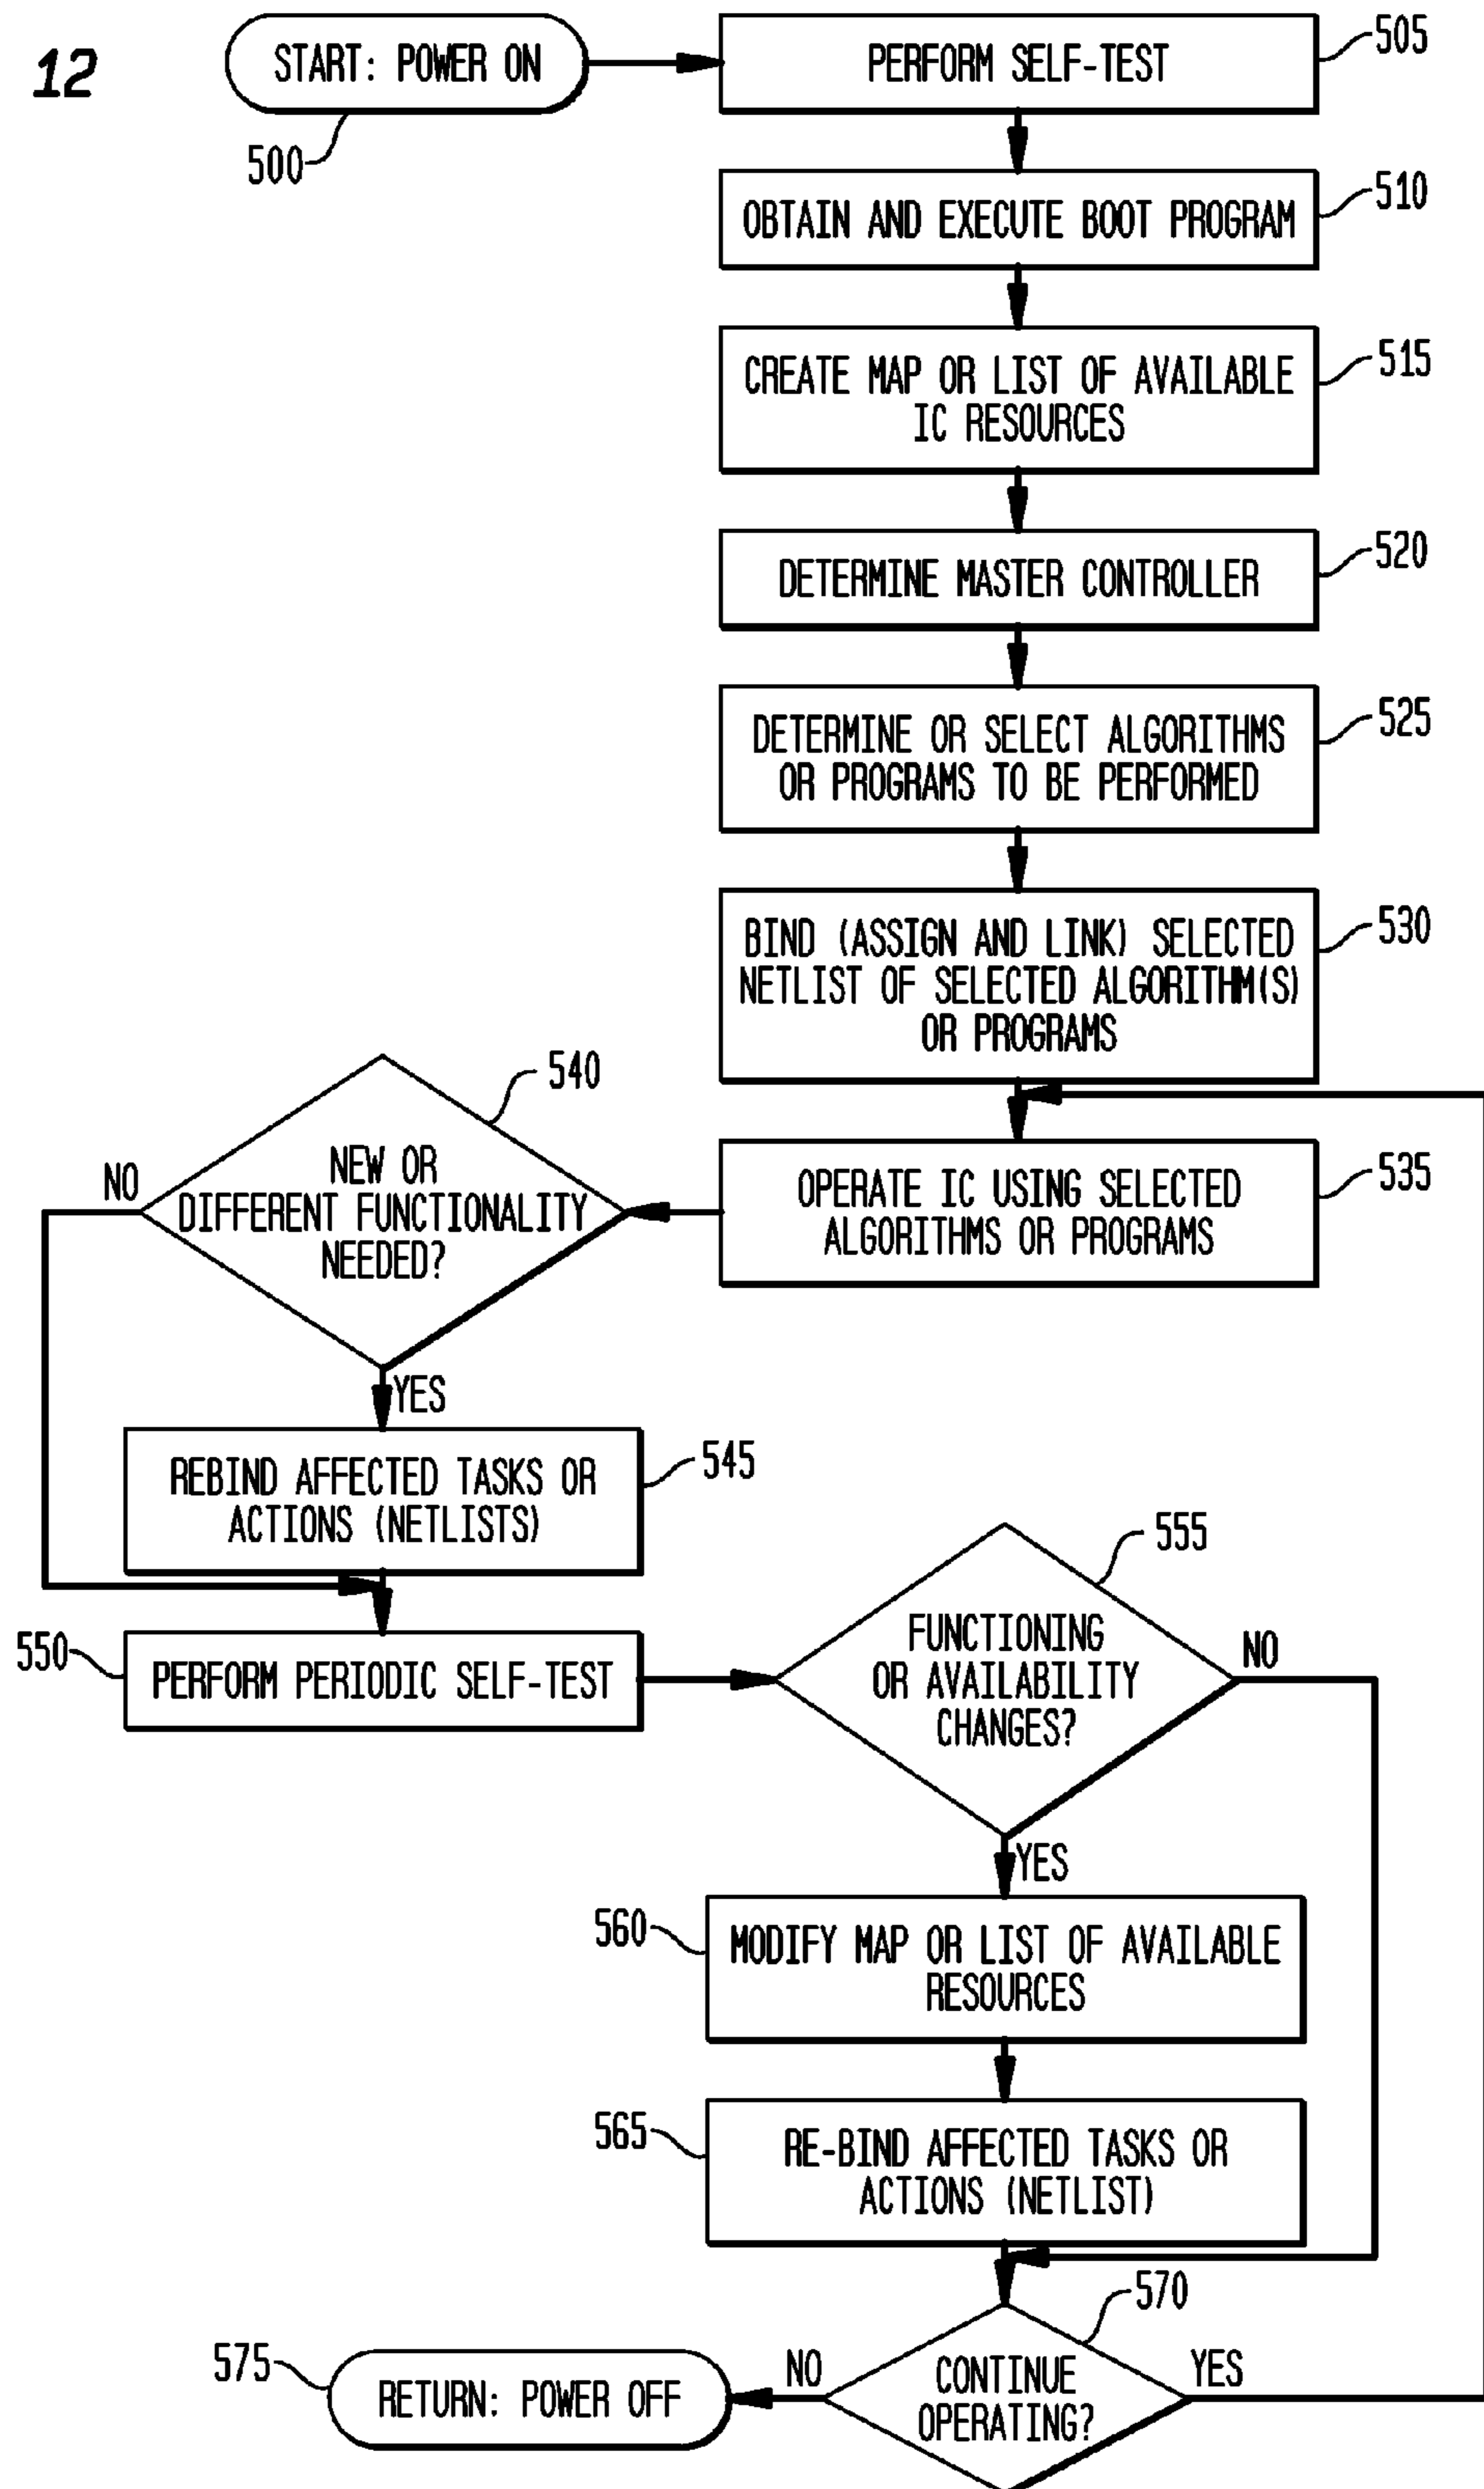 12
START: POWER ON
500
PERFORM SELF-TEST
505
OBTAIN AND EXECUTE BOOT PROGRAM
510
CREATE MAP OR LIST OF AVAILABLE
IC RESOURCES
515
DETERMINE MASTER CONTROLLER
520
DETERMINE OR SELECT ALGORITHMS
OR PROGRAMS TO BE PERFORMED
525
BIND (ASSIGN AND LINK) SELECTED
NETLIST OF SELECTED ALGORITHM(S)
OR PROGRAMS
530
OPERATE IC USING SELECTED
ALGORITHMS OR PROGRAMS
535
540
NEW OR
DIFFERENT FUNCTIONALITY
NEEDED?
NO
YES
REBIND AFFECTED TASKS OR
ACTIONS (NETLISTS)
545
550
PERFORM PERIODIC SELF-TEST
555
FUNCTIONING
OR AVAILABILITY
CHANGES?
NO
YES
560
MODIFY MAP OR LIST OF AVAILABLE
RESOURCES
565
RE-BIND AFFECTED TASKS OR
ACTIONS (NETLIST)
570
CONTINUE
OPERATING?
YES
NO
575
RETURN: POWER OFF